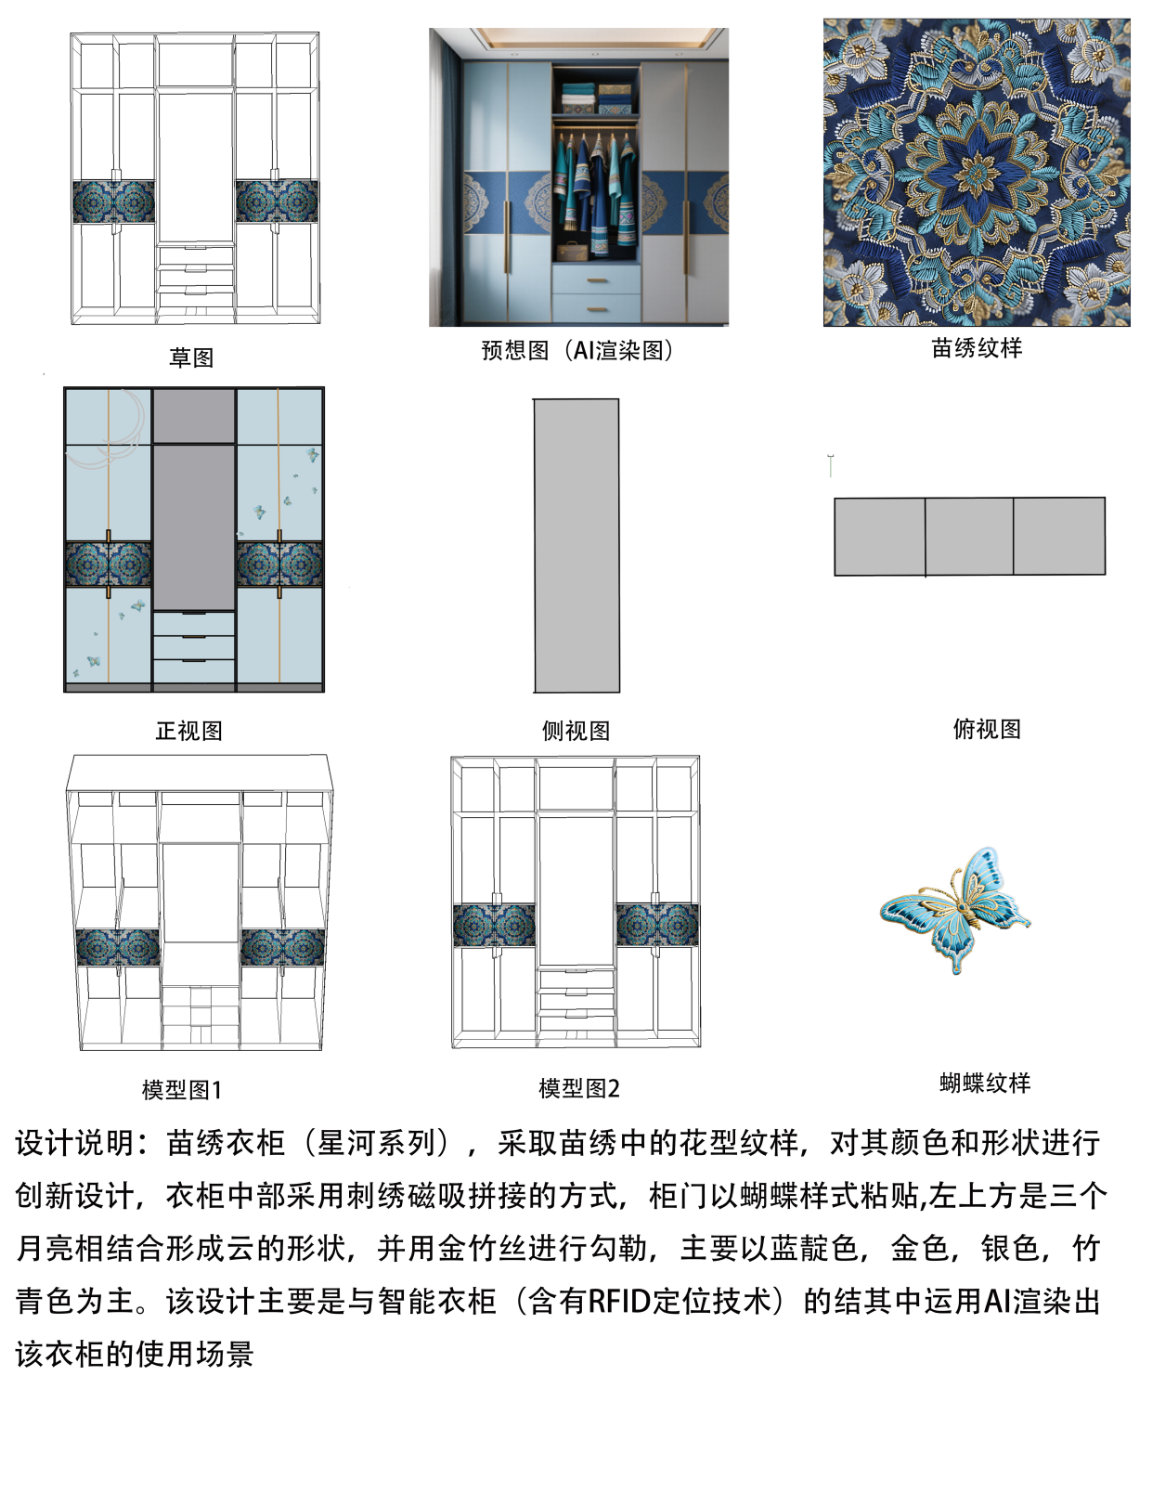 草图
预想图（AI渲染图）
苗绣纹样
正视图
侧视图
俯视图
模型图1
模型图2
蝴蝶纹样
设计说明：苗绣衣柜（星河系列），采取苗绣中的花型纹样，对其颜色和形状进行
创新设计，衣柜中部采用刺绣磁吸拼接的方式，柜门以蝴蝶样式粘贴,左上方是三个
月亮相结合形成云的形状，并用金竹丝进行勾勒，主要以蓝靛色，金色，银色，竹
青色为主。该设计主要是与智能衣柜（含有RFID定位技术）的结其中运用AI渲染出
该衣柜的使用场景